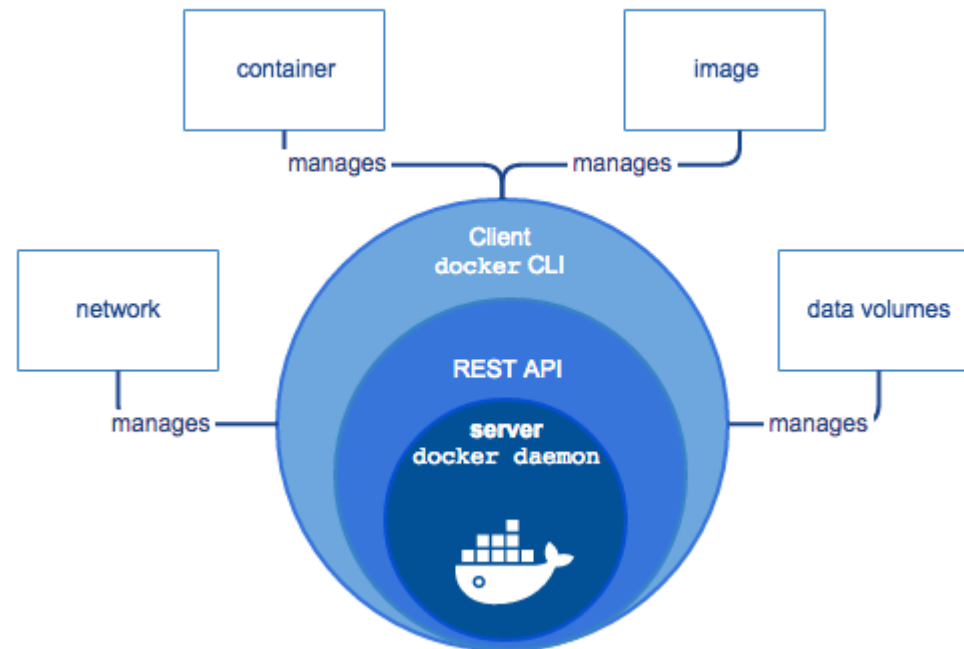 container
image
manages
manages
Client
docker CLI
network
data volumes
REST API
manages
manages
server
docker daemon